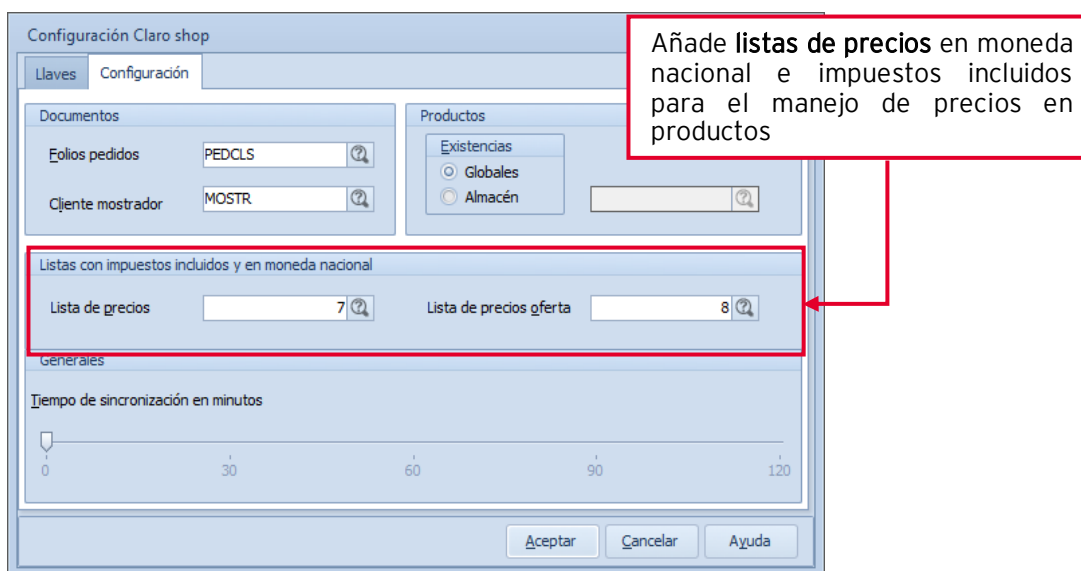 Configuración Claro shop
Llaves
Configuración
Documentos
Folios pedidos
PEDCLS
Cliente mostrador
MOSTR
Productos
Existencias
Globales
Almacén
Listas con impuestos incluidos y en moneda nacional
Lista de precios
7
Lista de precios oferta
8
Generales
Tiempo de sincronización en minutos
0
30
60
90
120
Aceptar
Cancelar
Ayuda
Añade listas de precios en moneda
nacional e impuestos incluidos
para el manejo de precios en
productos